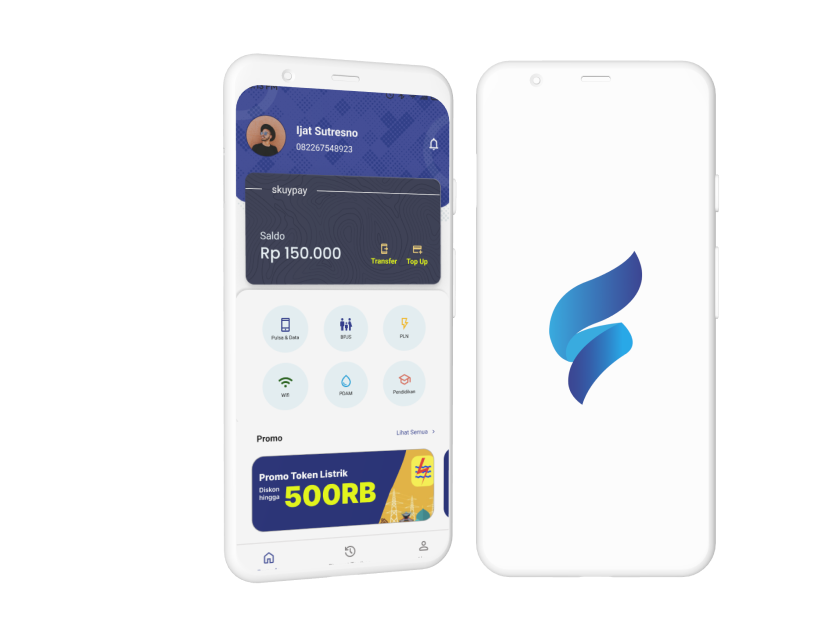 Ijat Sutresno
082267548923
skuypay
Saldo
Rp 150.000
Transfer
Top Up
Pulsa & Data
BPJS
PLN
Wifi
PDAM
Pendidikan
Promo
Lihat Semua
Promo Token Listrik
Diskon
hingga
500RB